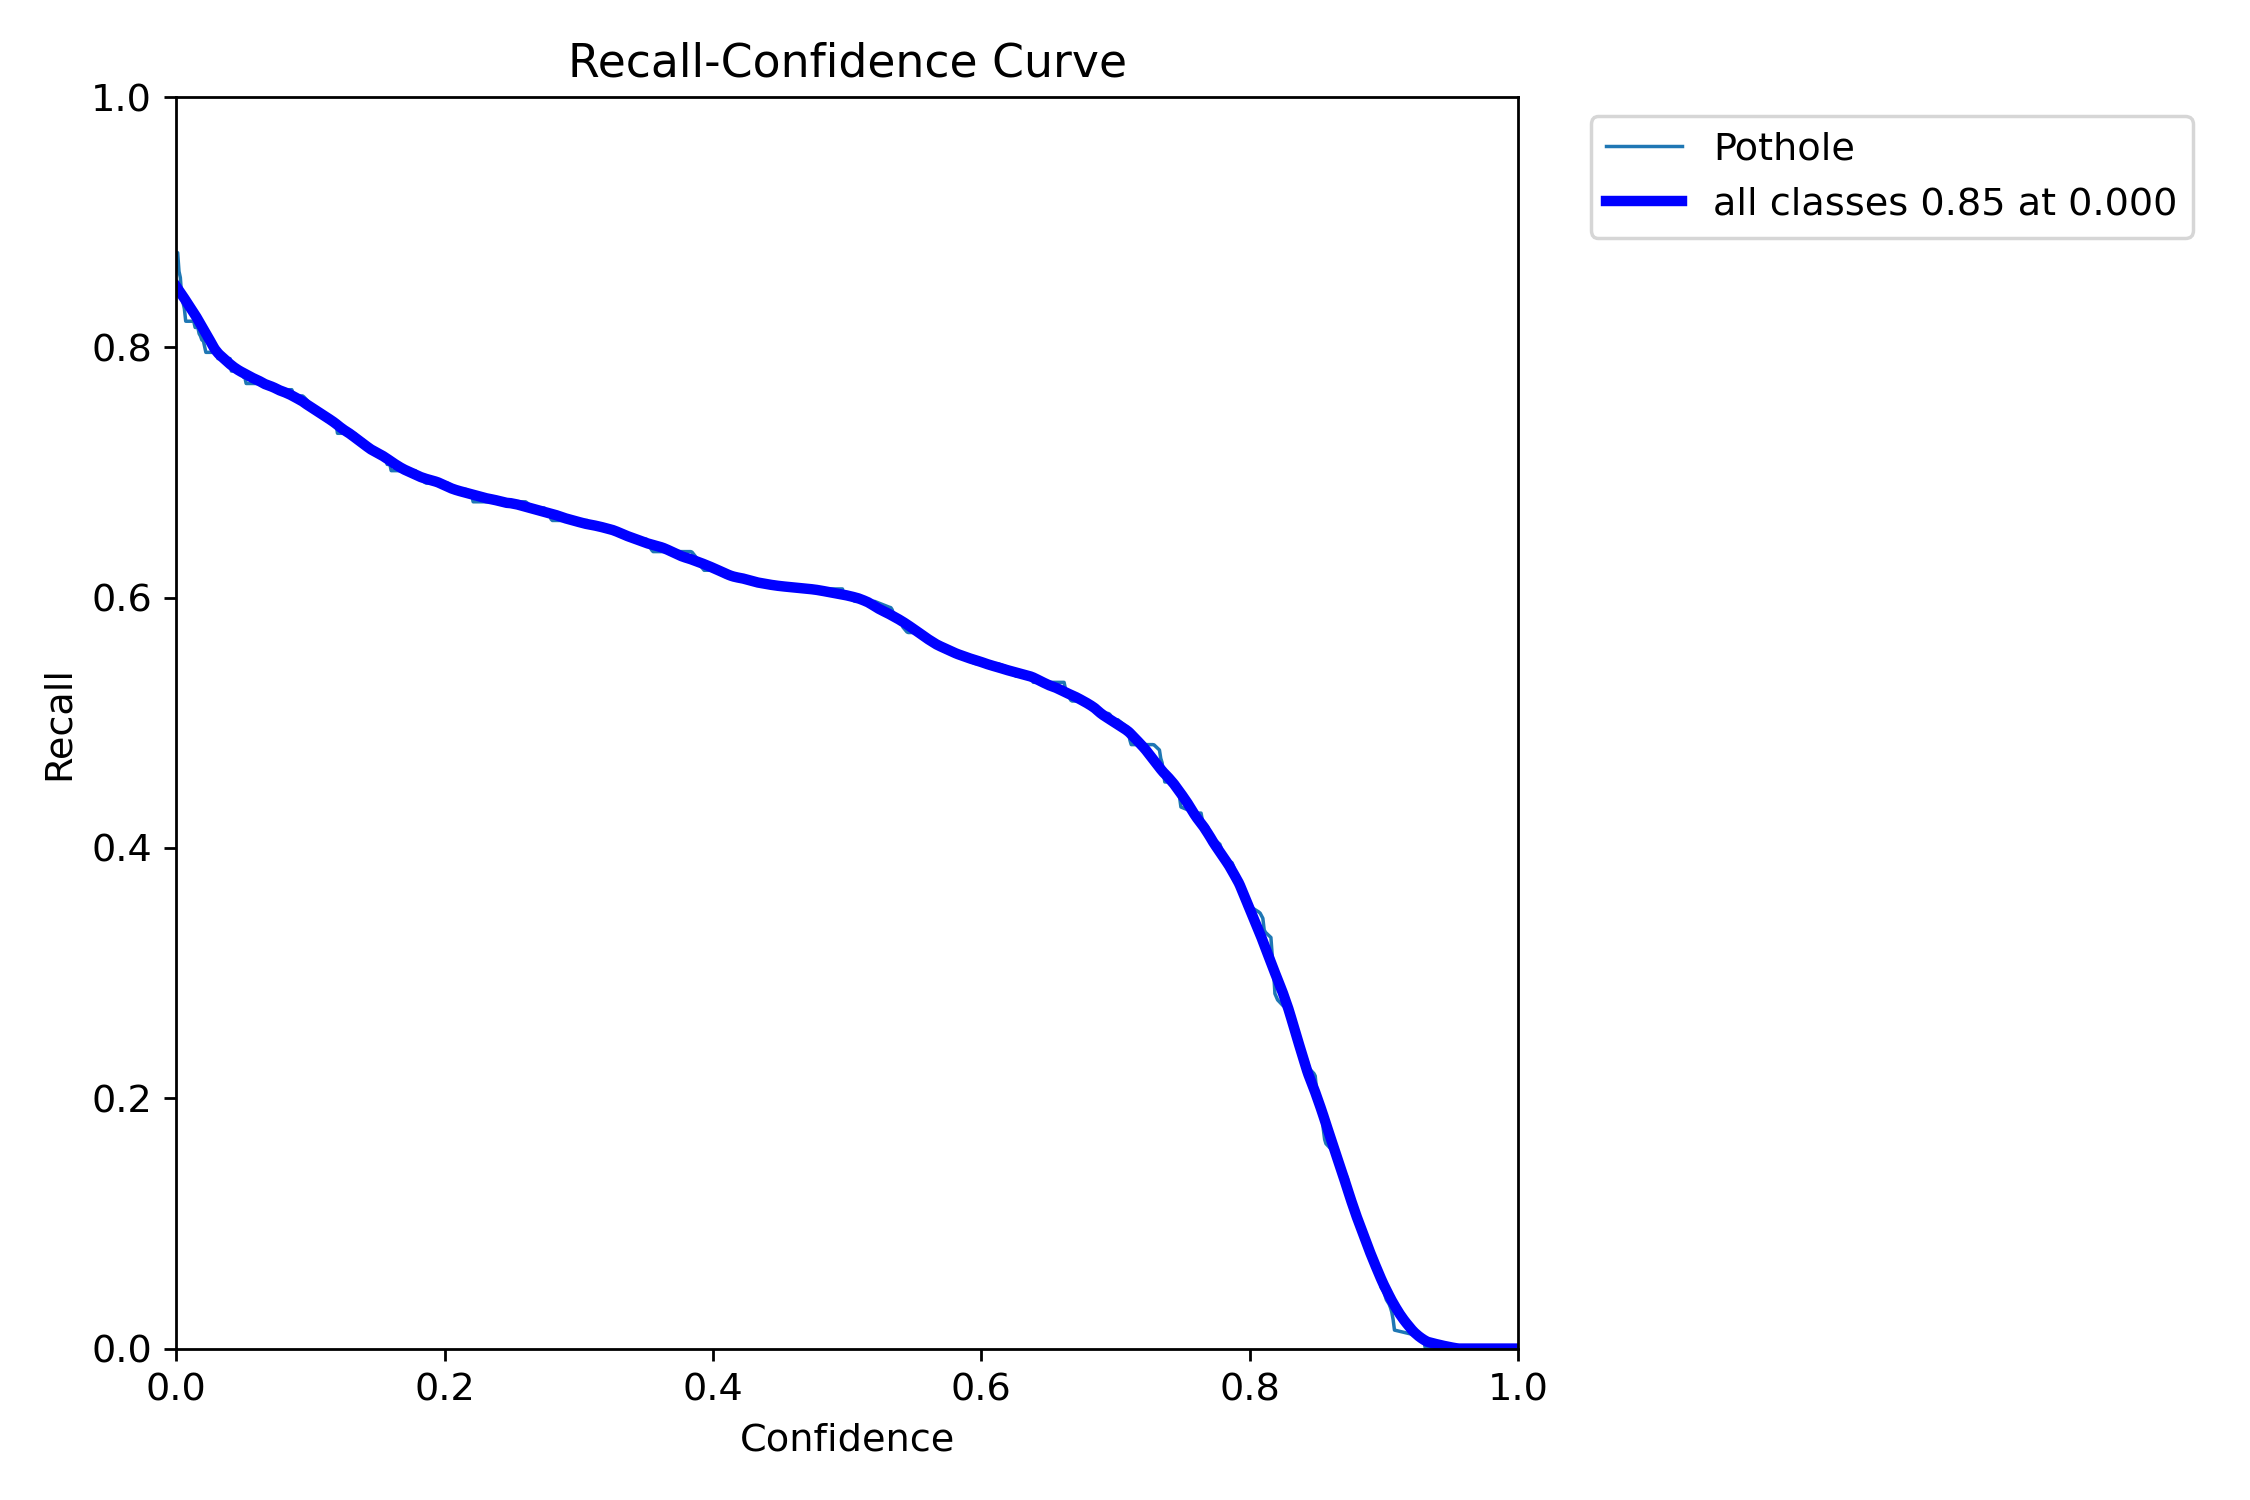 Recall-Confidence Curve
1.0
0.8
0.6
0.4
0.2
0.0
Recall
0.0 0.2 0.4 0.6 0.8 1.0
Confidence
Pothole
all classes 0.85 at 0.000